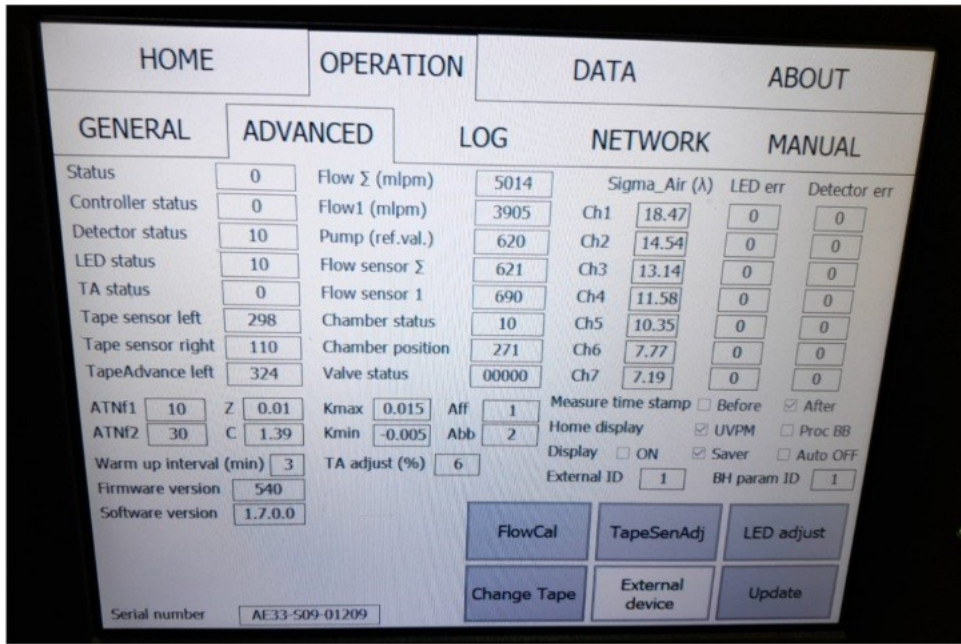 HOME OPERATION DATA ABOUT
GENERAL ADVANCED LOG NETWORK MANUAL
Status 0 Flow Σ (mlpm) 5014 Sigma_Air (λ) LED err Detector err
Controller status 0 Flow1 (mlpm) 3905 Ch1 18.47 0 0
Detector status 10 Pump (ref.val.) 620 Ch2 14.54 0 0
LED status 10 Flow sensor Σ 621 Ch3 13.14 0 0
TA status 0 Flow sensor 1 690 Ch4 11.58 0 0
Tape sensor left 298 Chamber status 10 Ch5 10.35 0 0
Tape sensor right 110 Chamber position 271 Ch6 7.77 0 0
TapeAdvance left 324 Valve status 00000 Ch7 7.19 0 0
ATNf1 10 Z 0.01 Kmax 0.015 Aff 1 Measure time stamp Before After
ATNf2 30 C 1.39 Kmin -0.005 Abb 2 Home display UVPM Proc BB
Display ON Saver Auto OFF
Warm up interval (min) 3 TA adjust (%) 6 External ID 1 BH param ID 1
Firmware version 540
Software version 1.7.0.0
FlowCal TapeSenAdj LED adjust
Change Tape External device Update
Serial number AE33-S09-01209